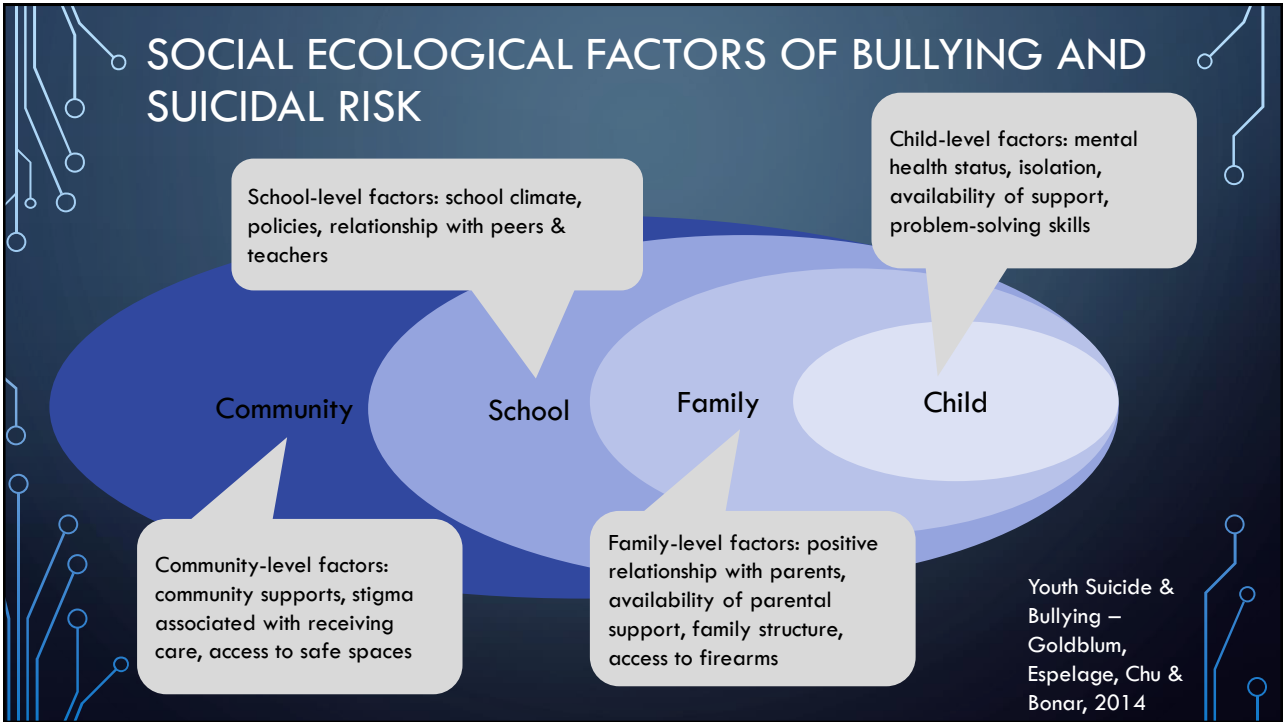 SOCIAL ECOLOGICAL FACTORS OF BULLYING AND
SUICIDAL RISK
School-level factors: school climate,
policies, relationship with peers &
teachers
Child-level factors: mental
health status, isolation,
availability of support,
problem-solving skills
Community
School
Family
Child
Community-level factors:
community supports, stigma
associated with receiving
care, access to safe spaces
Family-level factors: positive
relationship with parents,
availability of parental
support, family structure,
access to firearms
Youth Suicide &
Bullying –
Goldblum,
Espelage, Chu &
Bonar, 2014